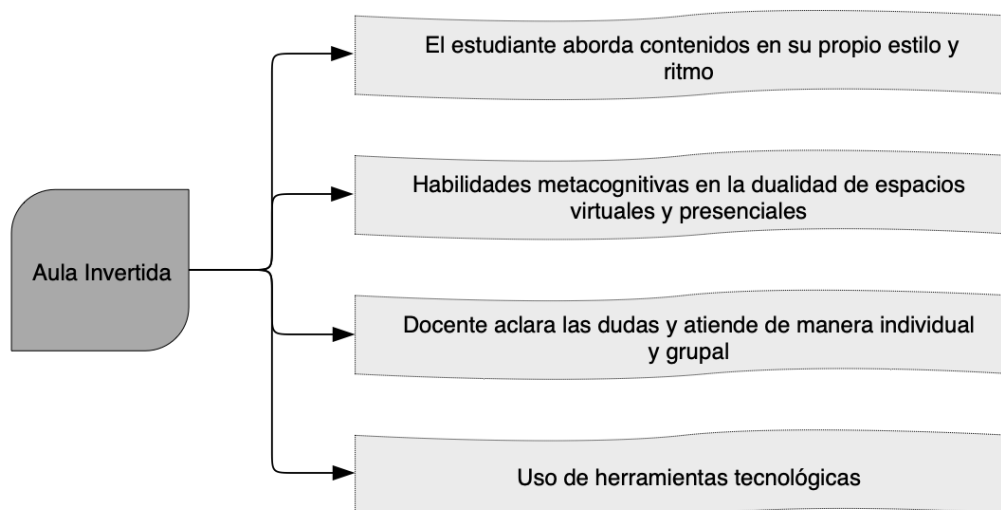 Aula Invertida
El estudiante aborda contenidos en su propio estilo y
ritmo
Habilidades metacognitivas en la dualidad de espacios
virtuales y presenciales
Docente aclara las dudas y atiende de manera individual
y grupal
Uso de herramientas tecnológicas